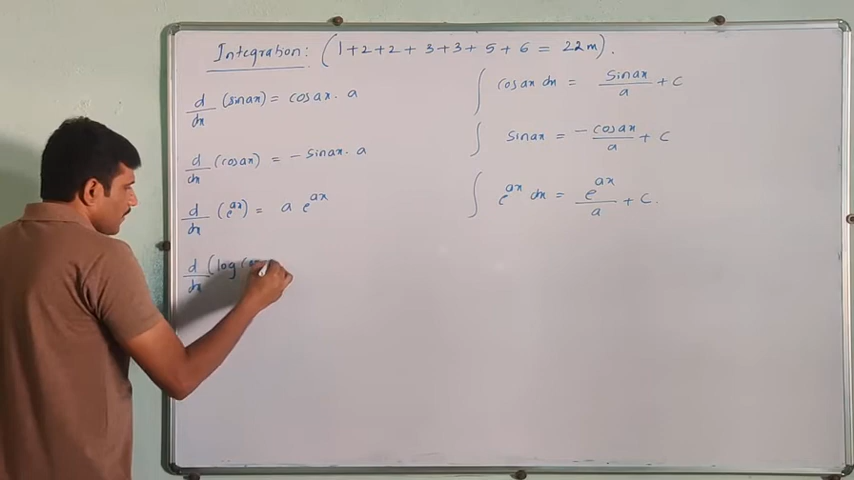 Integration: (1+2+2+3+3+5+6 = 22m).
d/dx (sinax) = cosax. a
∫ cosax dx = sinax/a + c
d/dx (cosax) = - sinax. a
∫ sinax = - cosax/a + c
d/dx (e^ax) = a e^ax
∫ e^ax dx = e^ax/a + c.
d/dx (log(